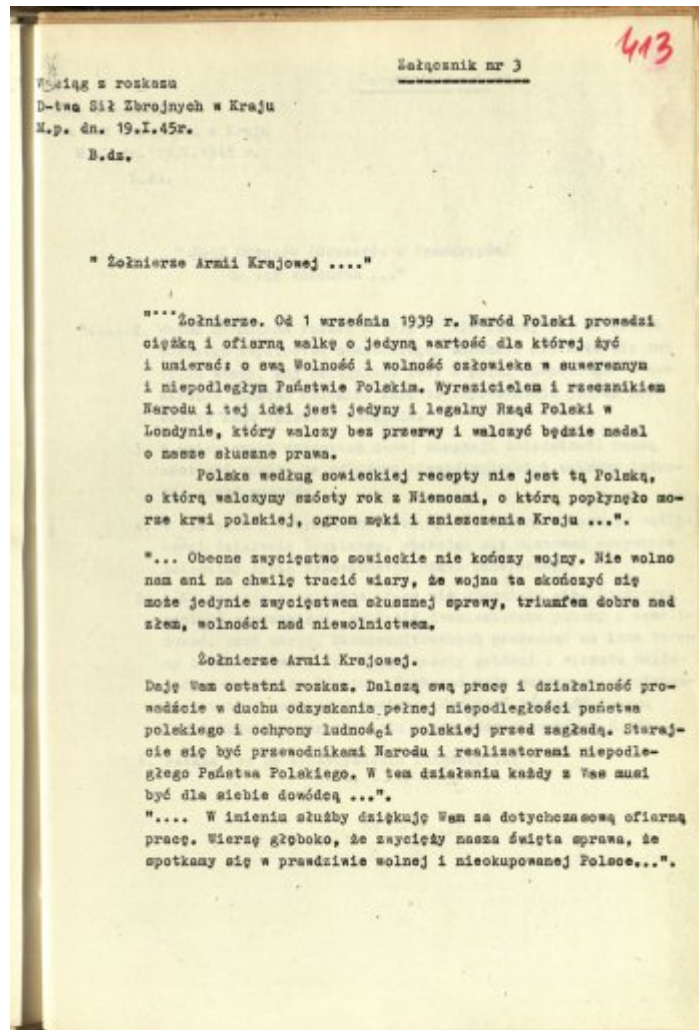 413
Załącznik nr 3
Wyciąg z rozkazu
D-twa Sił Zbrojnych w Kraju
M.p. dn. 19.I.45r.
B.dz.
" Żołnierze Armii Krajowej ...."
"...Żołnierze. Od 1 września 1939 r. Naród Polski prowadzi
ciężką i ofiarną walkę o jedyną wartość dla której żyć
i umierać: o swą Wolność i wolność człowieka w suwerennym
i niepodległym Państwie Polskim. Wyrazicielem i rzecznikiem
Narodu i tej idei jest jedyny i legalny Rząd Polski w
Londynie, który walczy bez przerwy i walczyć będzie nadal
o nasze słuszne prawa.
Polska według sowieckiej recepty nie jest tą Polską,
o którą walczymy szósty rok z Niemcami, o którą popłynęło mo-
rze krwi polskiej, ogrom męki i zniszczenia Kraju ...".
"... Obecne zwycięstwo sowieckie nie kończy wojny. Nie wolno
nam ani na chwilę tracić wiary, że wojna ta skończyć się
może jedynie zwycięstwem słusznej sprawy, triumfem dobra nad
złem, wolności nad niewolnictwem.
Żołnierze Armii Krajowej.
Daję Wam ostatni rozkaz. Dalszą swą pracę i działalność pro-
wadźcie w duchu odzyskania pełnej niepodległości państwa
polskiego i ochrony ludności polskiej przed zagładą. Staraj-
cie się być przewodnikami Narodu i realizatorami niepodle-
głego Państwa Polskiego. W tem działaniu każdy z Was musi
być dla siebie dowódcą ...".
".... W imieniu służby dziękuję Wam za dotychczasową ofiarną
pracę. Wierzę głęboko, że zwycięży nasza święta sprawa, że
spotkamy się w prawdziwie wolnej i nieokupowanej Polsce...".